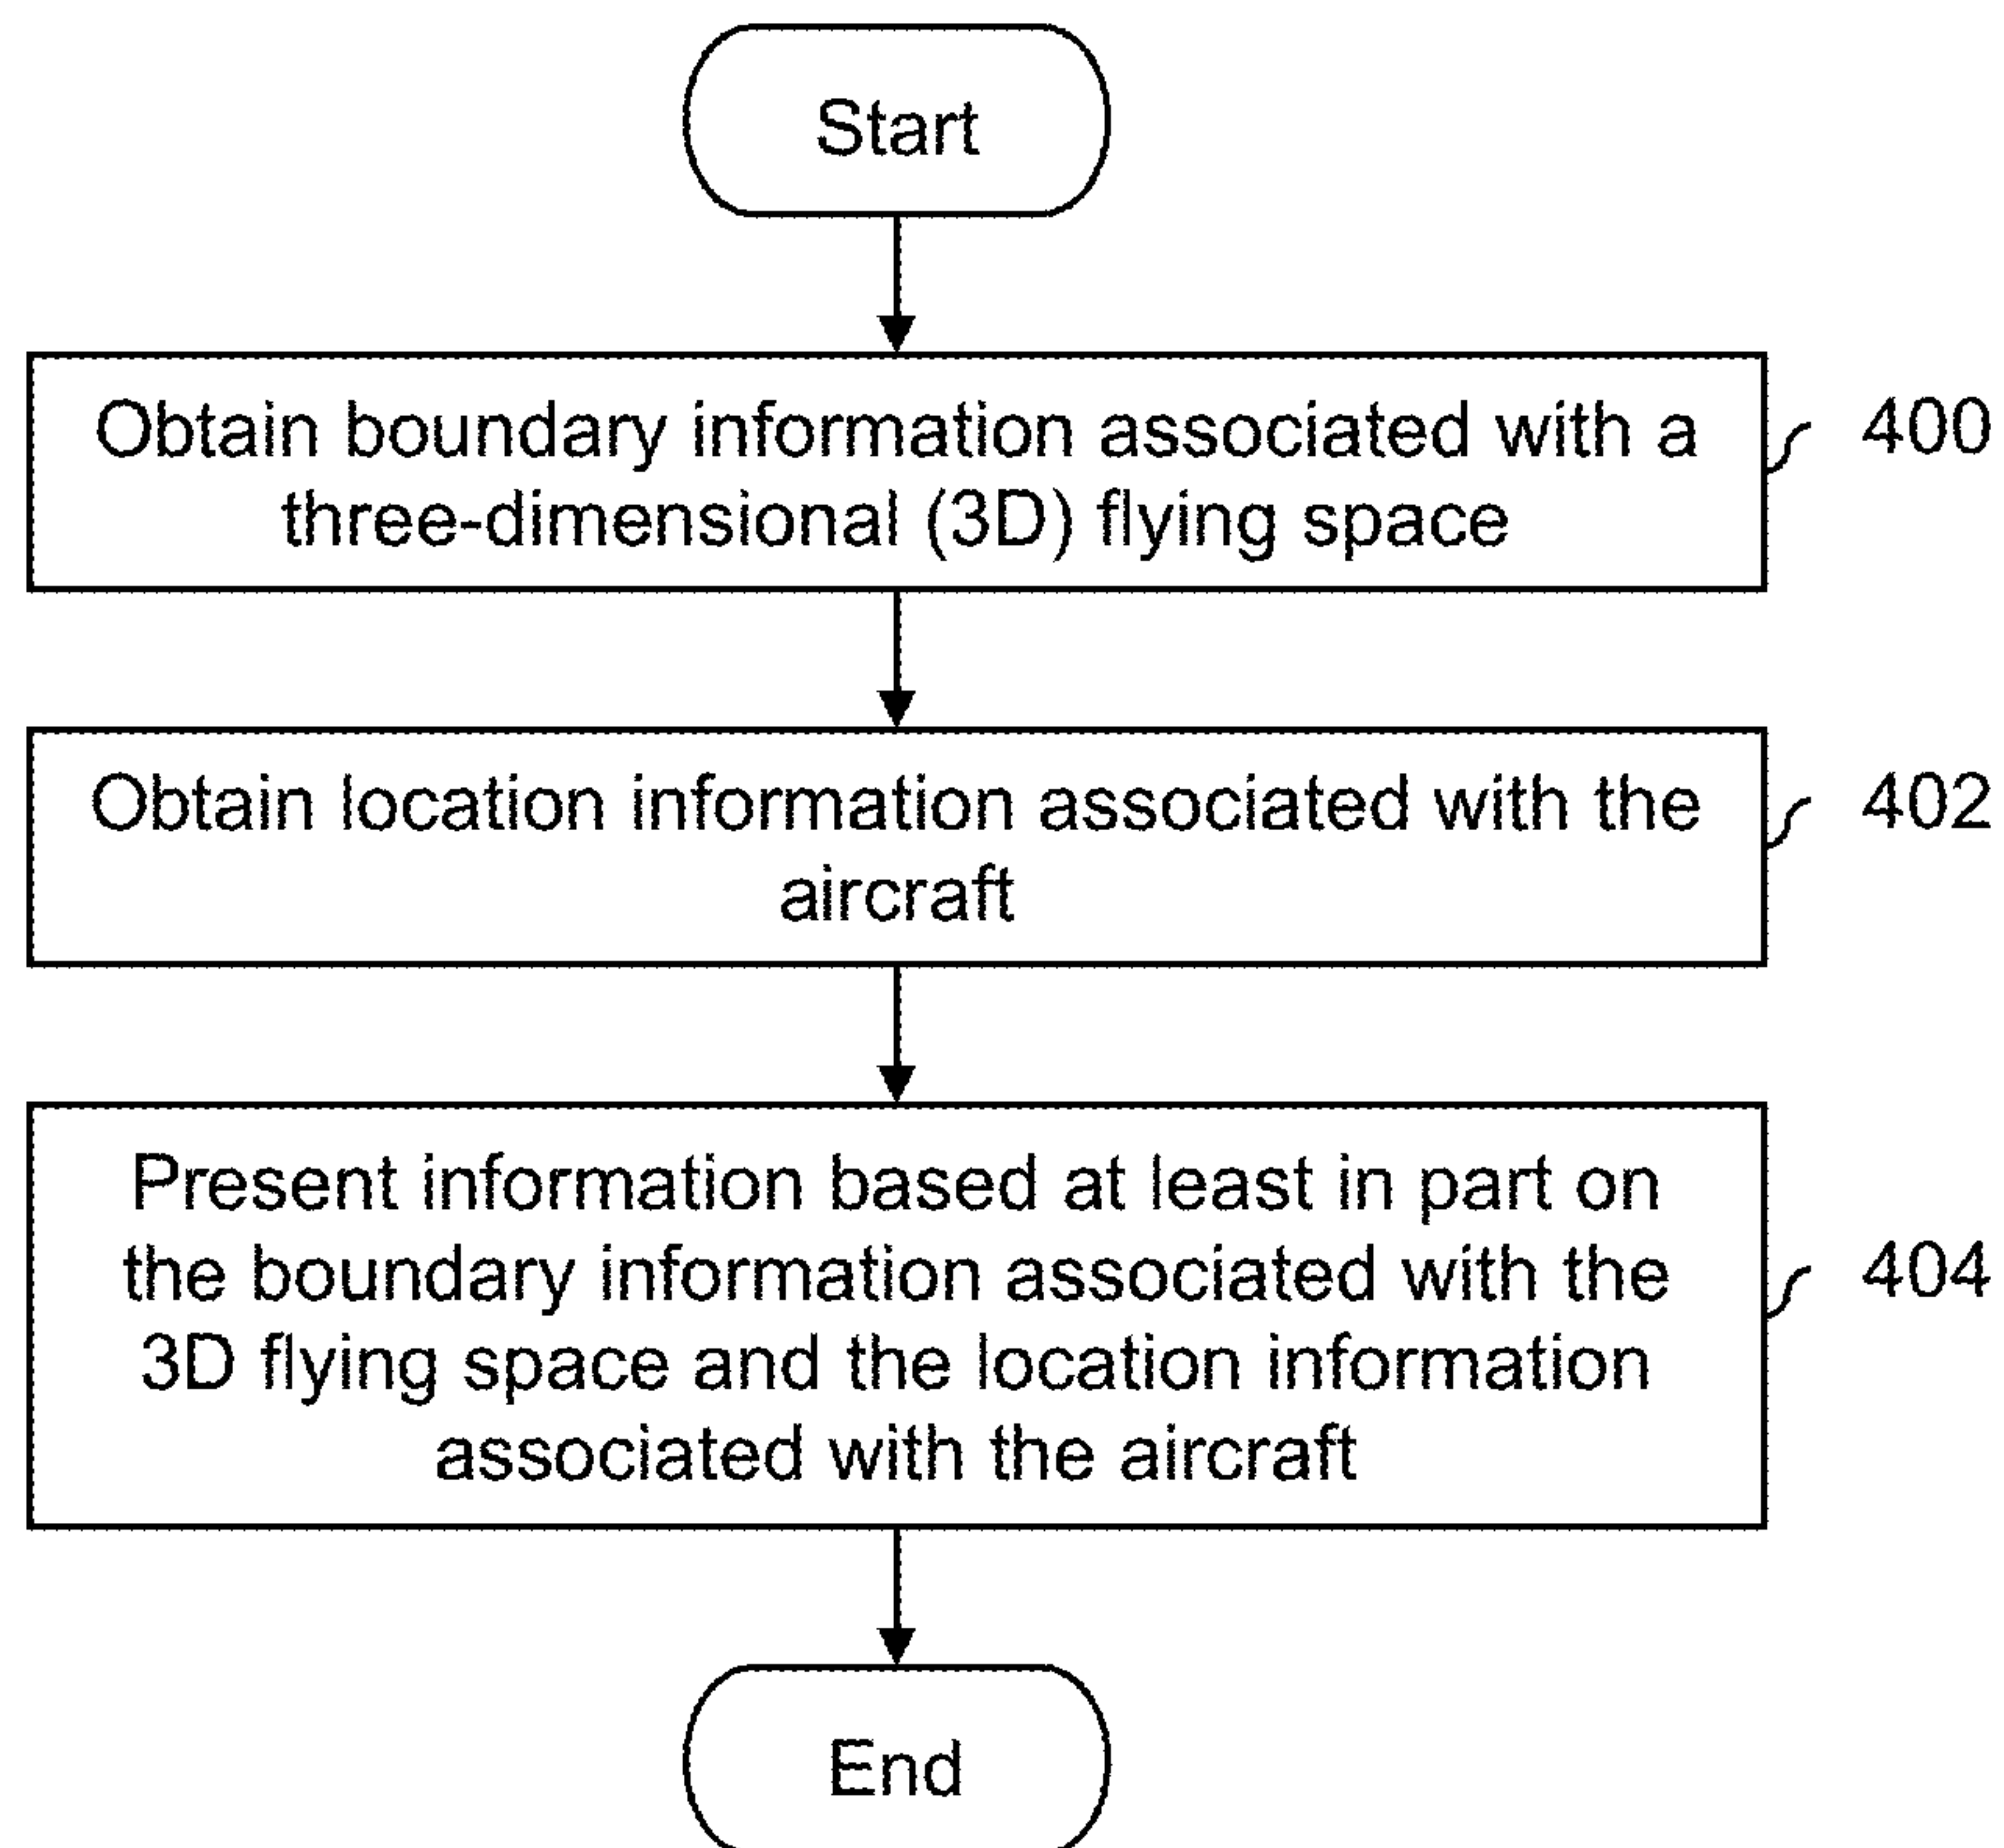 Start
Obtain boundary information associated with a
three-dimensional (3D) flying space
400
Obtain location information associated with the
aircraft
402
Present information based at least in part on
the boundary information associated with the
3D flying space and the location information
associated with the aircraft
404
End